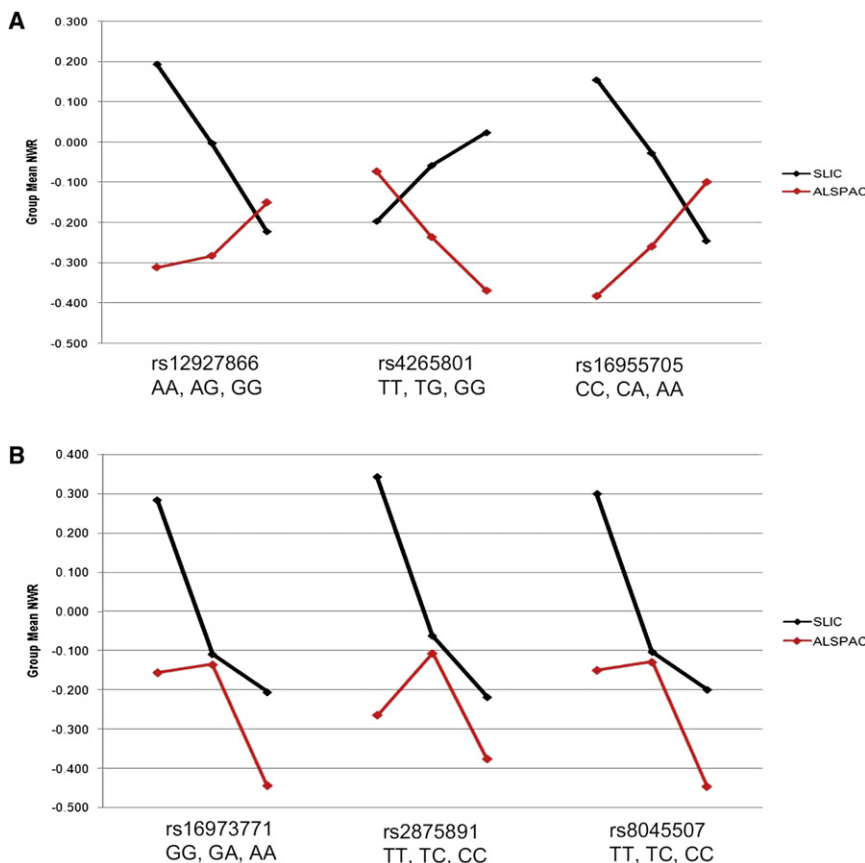 A
0.300
0.200
0.100
0.000
-0.100
-0.200
-0.300
-0.400
-0.500
Group Mean NWR
SLIC
ALSPAC
rs12927866 rs4265801 rs16955705
AA, AG, GG TT, TG, GG CC, CA, AA
B
0.400
0.300
0.200
0.100
0.000
-0.100
-0.200
-0.300
-0.400
-0.500
Group Mean NWR
SLIC
ALSPAC
rs16973771 rs2875891 rs8045507
GG, GA, AA TT, TC, CC TT, TC, CC